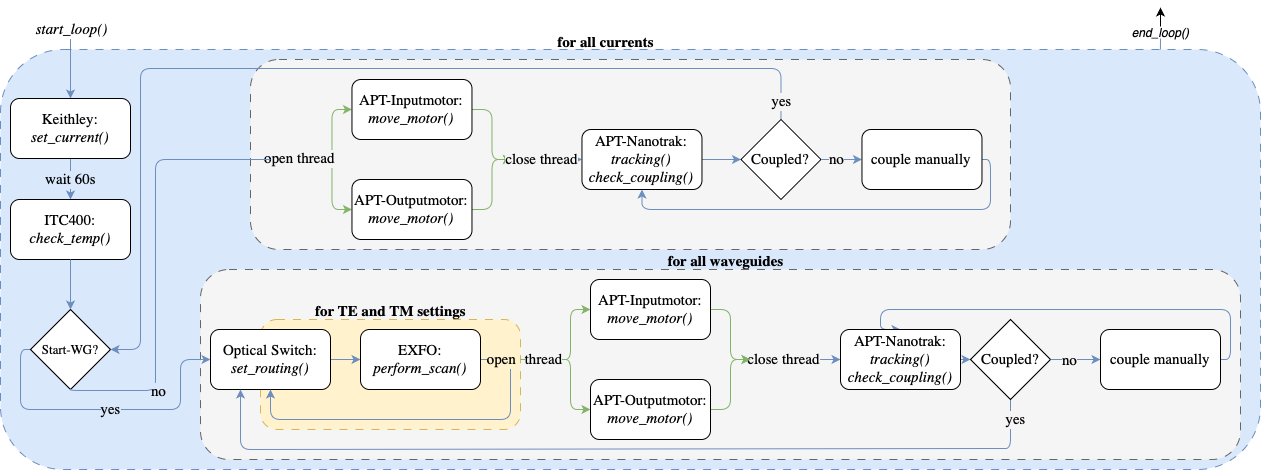 start_loop()
end_loop()
for all currents
Keithley:
set_current()
wait 60s
ITC400:
check_temp()
Start-WG?
no
yes
open thread
APT-Inputmotor:
move_motor()
APT-Outputmotor:
move_motor()
close thread
APT-Nanotrak:
tracking()
check_coupling()
yes
Coupled?
no
couple manually
for all waveguides
for TE and TM settings
Optical Switch:
set_routing()
EXFO:
perform_scan()
open thread
APT-Inputmotor:
move_motor()
APT-Outputmotor:
move_motor()
close thread
APT-Nanotrak:
tracking()
check_coupling()
Coupled?
no
couple manually
yes